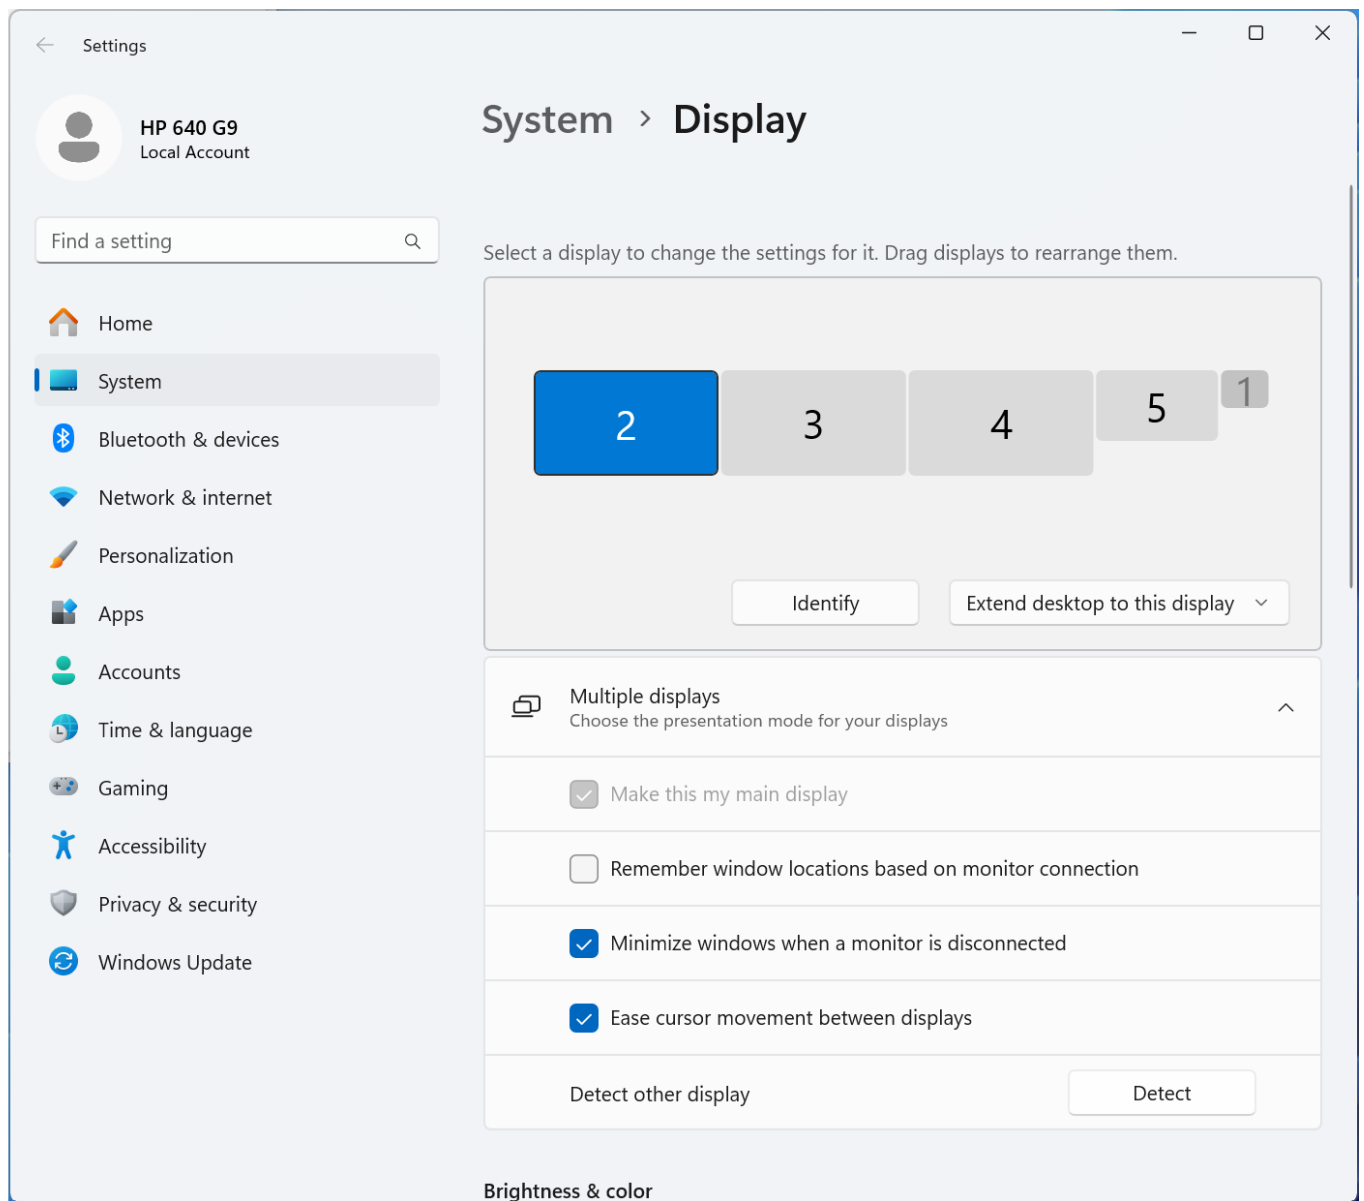 Settings
HP 640 G9
Local Account
Find a setting
Home
System
Bluetooth & devices
Network & internet
Personalization
Apps
Accounts
Time & language
Gaming
Accessibility
Privacy & security
Windows Update
System › Display
Select a display to change the settings for it. Drag displays to rearrange them.
2 3 4 5 1
Identify
Extend desktop to this display
Multiple displays
Choose the presentation mode for your displays
Make this my main display
Remember window locations based on monitor connection
Minimize windows when a monitor is disconnected
Ease cursor movement between displays
Detect other display
Detect
Brightness & color